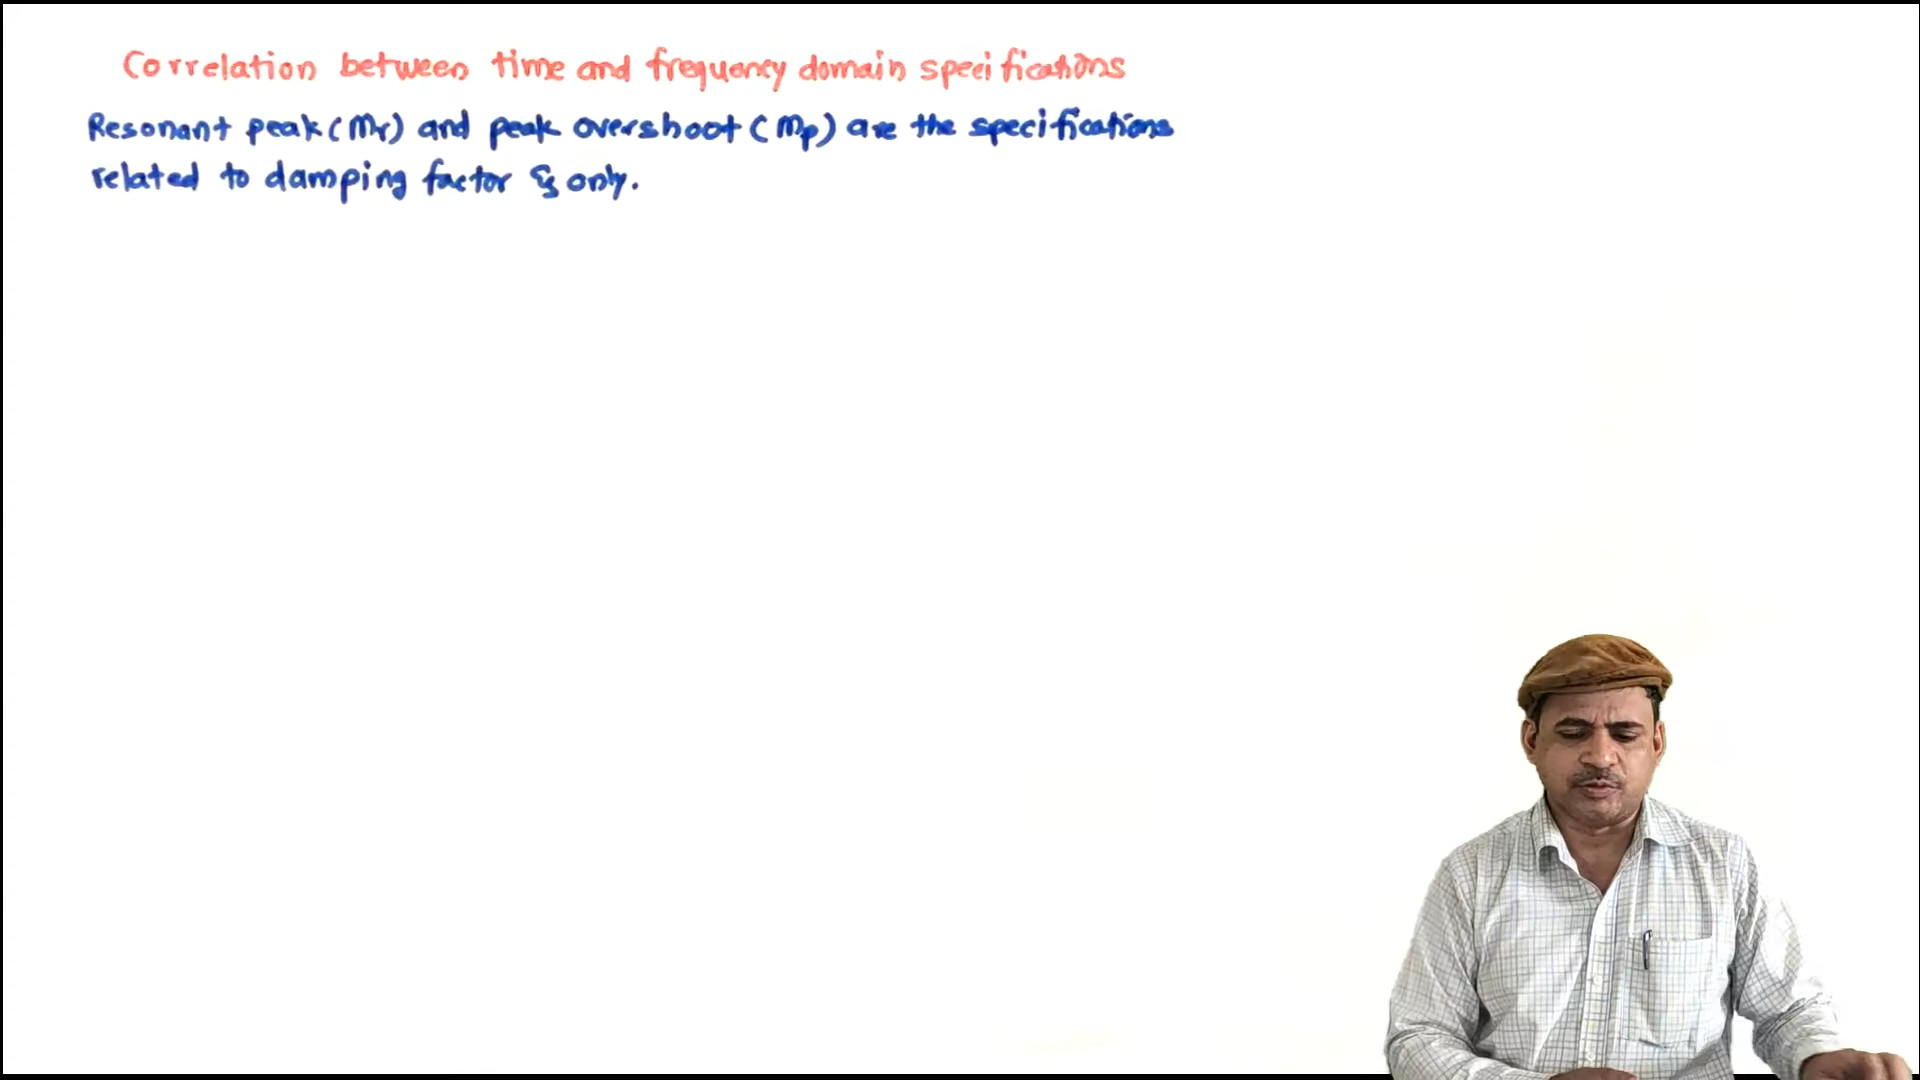 Correlation between time and frequency domain specifications
Resonant peak (Mr) and peak overshoot (Mp) are the specifications
related to damping factor ξ only.